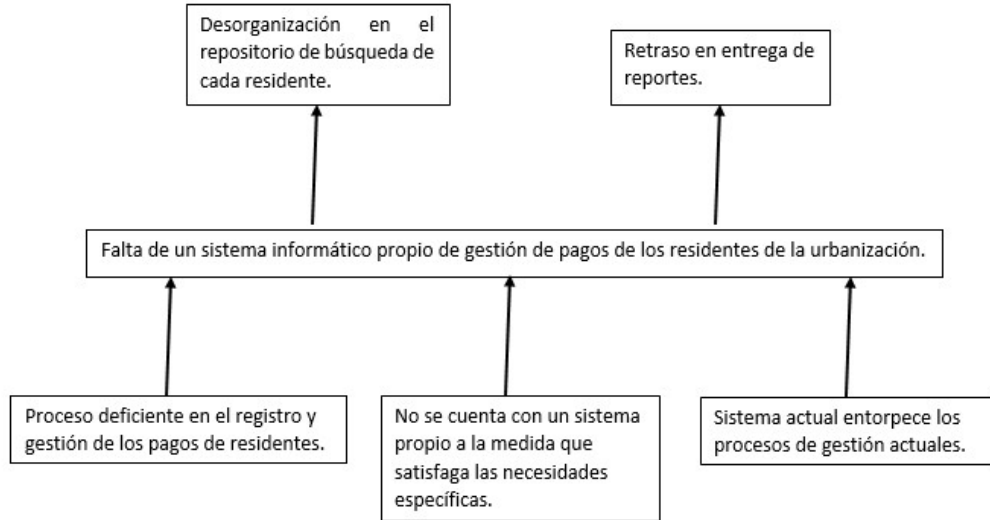 Desorganización en el
repositorio de búsqueda de
cada residente.
Retraso en entrega de
reportes.
Falta de un sistema informático propio de gestión de pagos de los residentes de la urbanización.
Proceso deficiente en el registro y
gestión de los pagos de residentes.
No se cuenta con un sistema
propio a la medida que
satisfaga las necesidades
específicas.
Sistema actual entorpece los
procesos de gestión actuales.